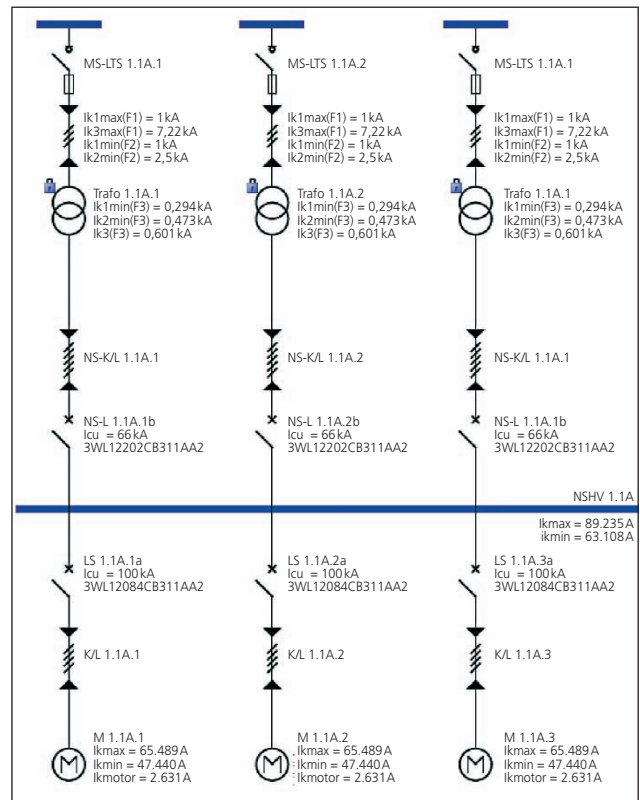 MS-LTS 1.1A.1
Ik1max(F1) = 1kA
Ik3max(F1) = 7,22kA
Ik1min(F2) = 1kA
Ik2min(F2) = 2,5kA
Trafo 1.1A.1
Ik1min(F3) = 0,294kA
Ik2min(F3) = 0,473kA
Ik3(F3) = 0,601kA
NS-K/L 1.1A.1
NS-L 1.1A.1b
Icu = 66kA
3WL12202CB311AA2
MS-LTS 1.1A.2
Ik1max(F1) = 1kA
Ik3max(F1) = 7,22kA
Ik1min(F2) = 1kA
Ik2min(F2) = 2,5kA
Trafo 1.1A.2
Ik1min(F3) = 0,294kA
Ik2min(F3) = 0,473kA
Ik3(F3) = 0,601kA
NS-K/L 1.1A.2
NS-L 1.1A.2b
Icu = 66kA
3WL12202CB311AA2
MS-LTS 1.1A.1
Ik1max(F1) = 1kA
Ik3max(F1) = 7,22kA
Ik1min(F2) = 1kA
Ik2min(F2) = 2,5kA
Trafo 1.1A.1
Ik1min(F3) = 0,294kA
Ik2min(F3) = 0,473kA
Ik3(F3) = 0,601kA
NS-K/L 1.1A.1
NS-L 1.1A.1b
Icu = 66kA
3WL12202CB311AA2
NSHV 1.1A
Ikmax = 89.235A
ikmin = 63.108A
LS 1.1A.1a
Icu = 100kA
3WL12084CB311AA2
K/L 1.1A.1
M 1.1A.1
Ikmax = 65.489A
Ikmin = 47.440A
Ikmotor = 2.631A
M
LS 1.1A.2a
Icu = 100kA
3WL12084CB311AA2
K/L 1.1A.2
M 1.1A.2
Ikmax = 65.489A
Ikmin = 47.440A
Ikmotor = 2.631A
M
LS 1.1A.3a
Icu = 100kA
3WL12084CB311AA2
K/L 1.1A.3
M 1.1A.3
Ikmax = 65.489A
Ikmin = 47.440A
Ikmotor = 2.631A
M